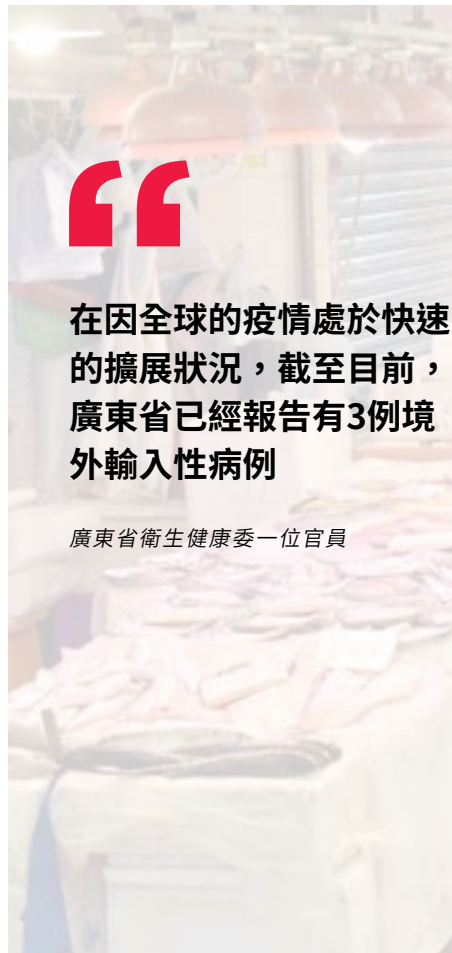 在因全球的疫情處於快速
的擴展狀況，截至目前，
廣東省已經報告有3例境
外輸入性病例
廣東省衛生健康委一位官員